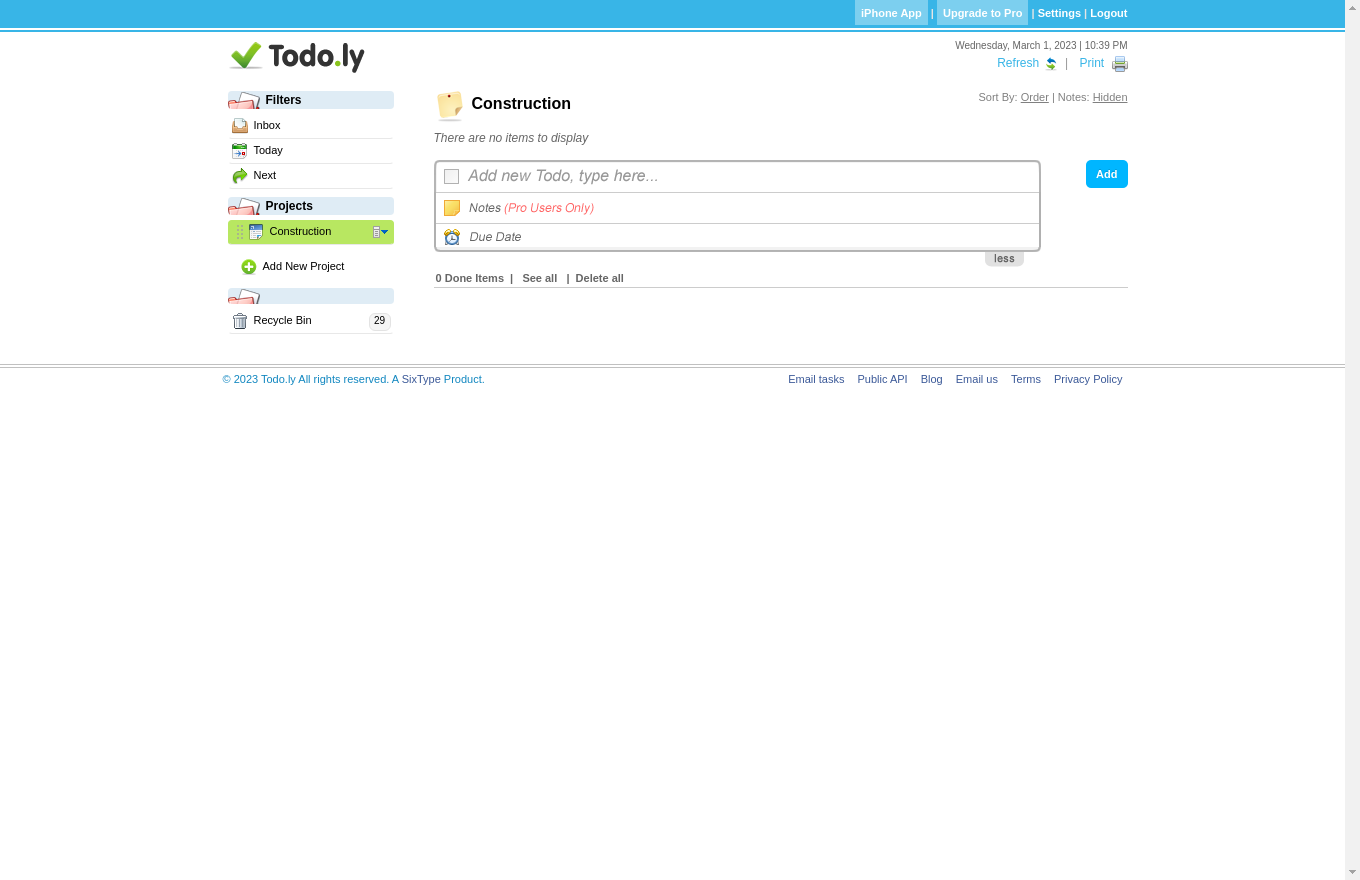 iPhone App | Upgrade to Pro | Settings | Logout
Todo.ly
Wednesday, March 1, 2023 | 10:39 PM
Refresh | Print
Filters
Inbox
Today
Next
Projects
Construction
Add New Project
Recycle Bin 29
Construction
Sort By: Order | Notes: Hidden
There are no items to display
Add new Todo, type here...
Add
Notes (Pro Users Only)
Due Date
less
0 Done Items | See all | Delete all
© 2023 Todo.ly All rights reserved. A SixType Product.
Email tasks Public API Blog Email us Terms Privacy Policy